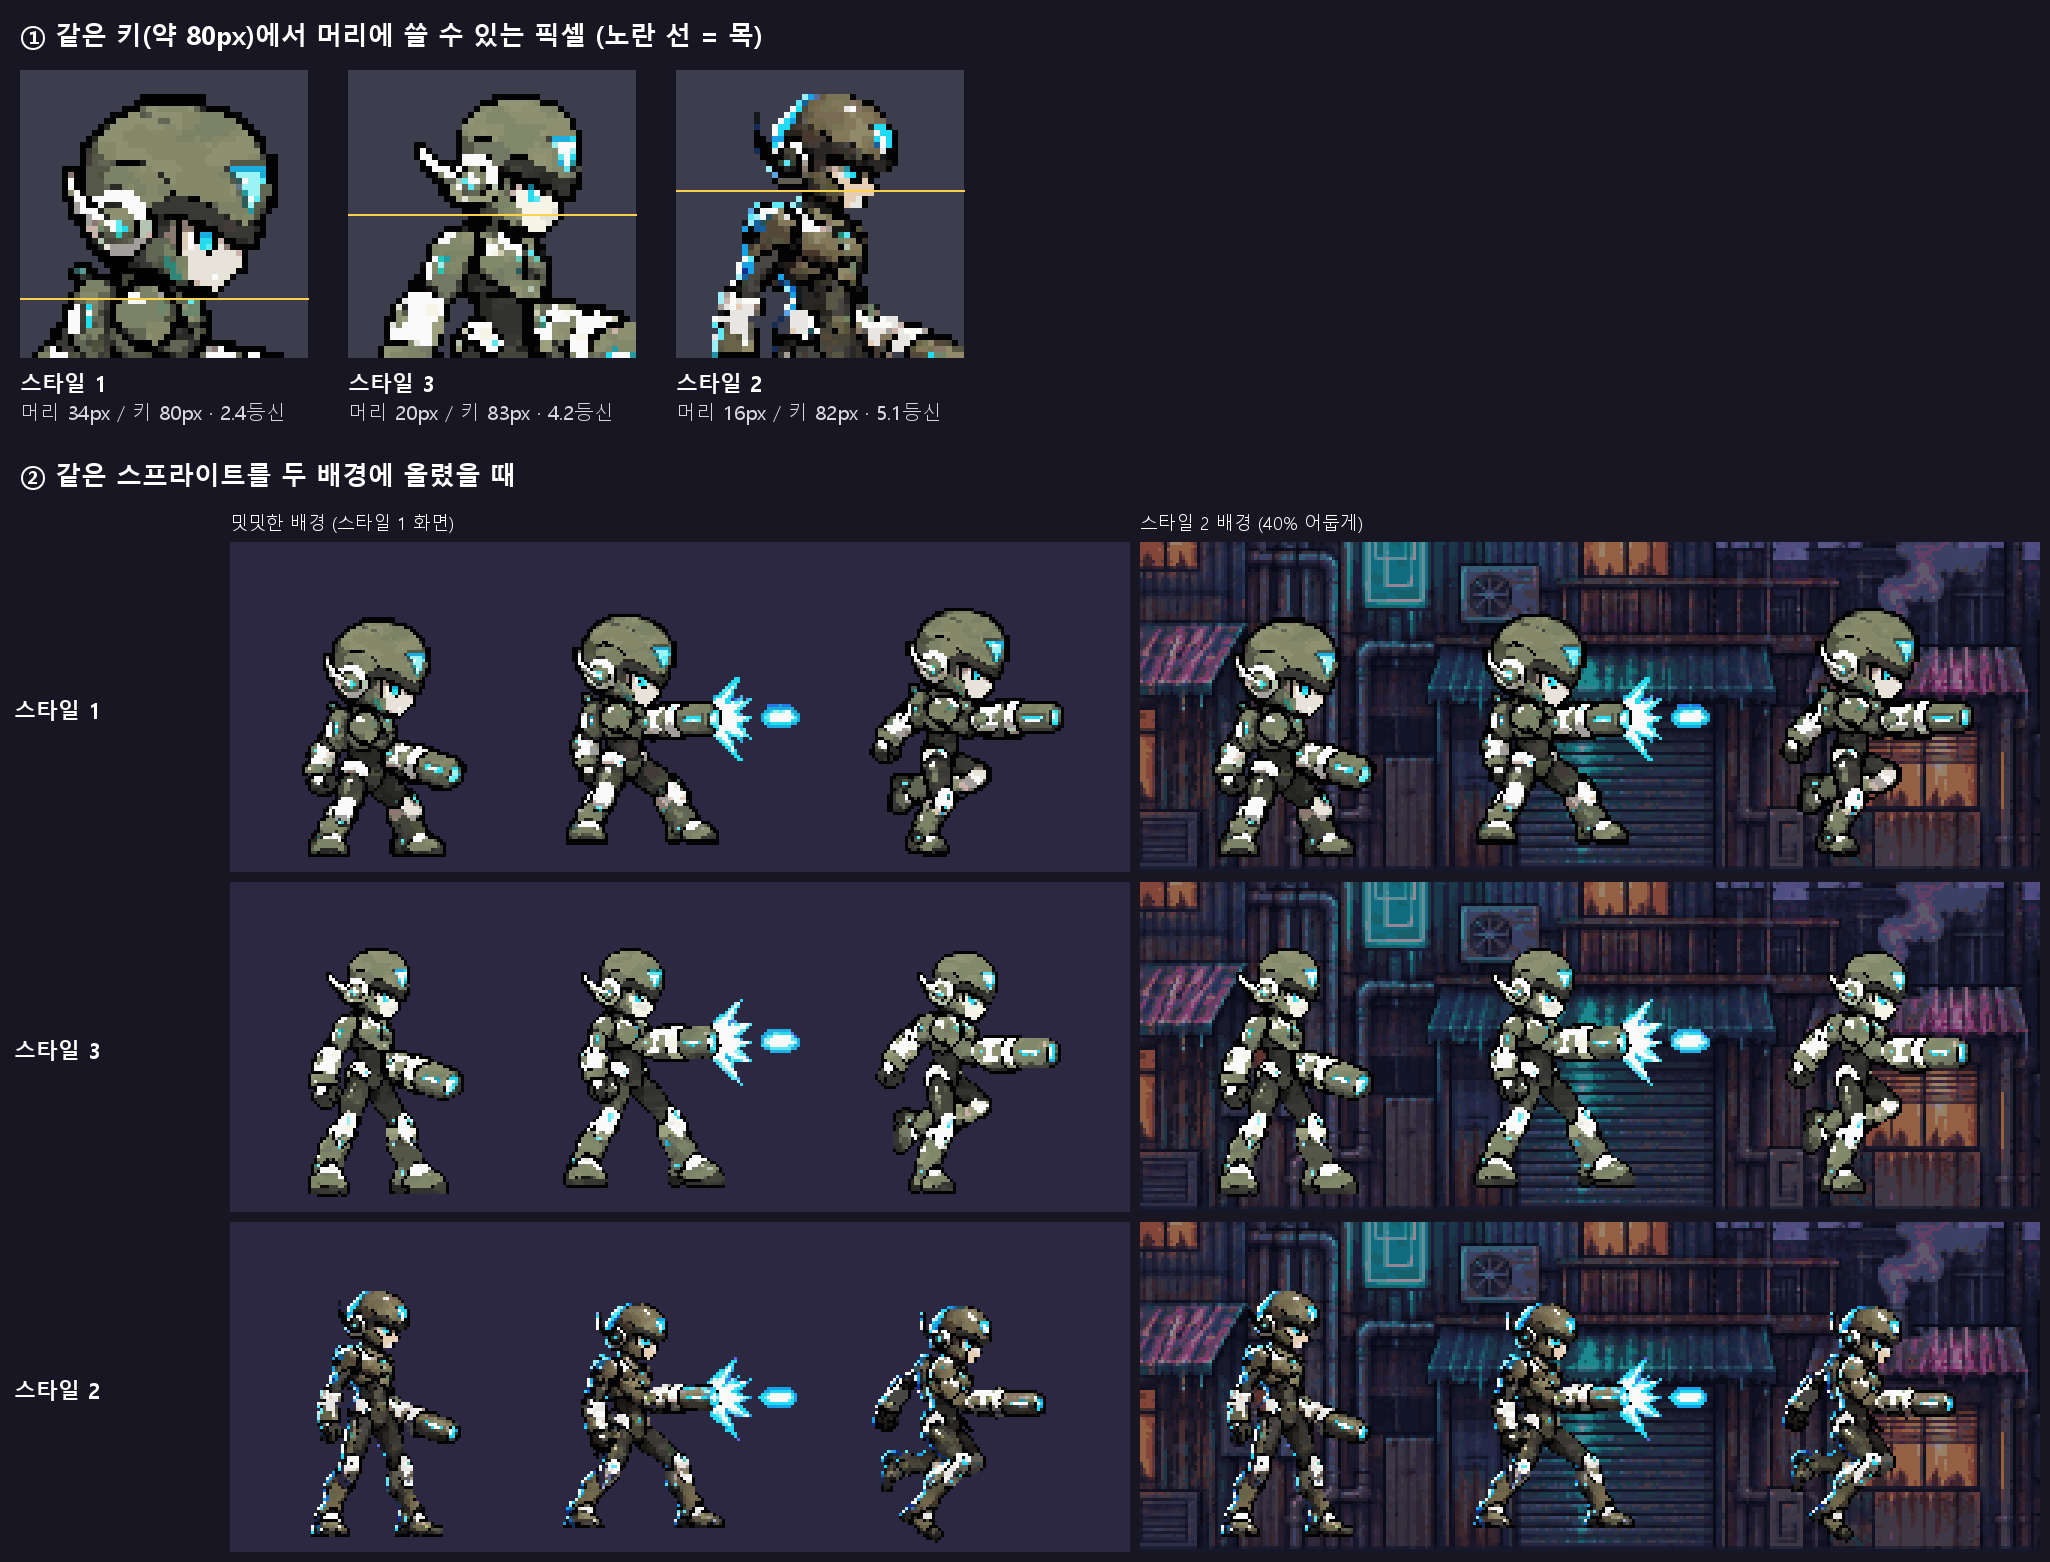 ① 같은 키(약 80px)에서 머리에 쓸 수 있는 픽셀 (노란 선 = 목)
스타일 1
머리 34px / 키 80px · 2.4등신
스타일 3
머리 20px / 키 83px · 4.2등신
스타일 2
머리 16px / 키 82px · 5.1등신
② 같은 스프라이트를 두 배경에 올렸을 때
밋밋한 배경 (스타일 1 화면)
스타일 2 배경 (40% 어둡게)
스타일 1
스타일 3
스타일 2